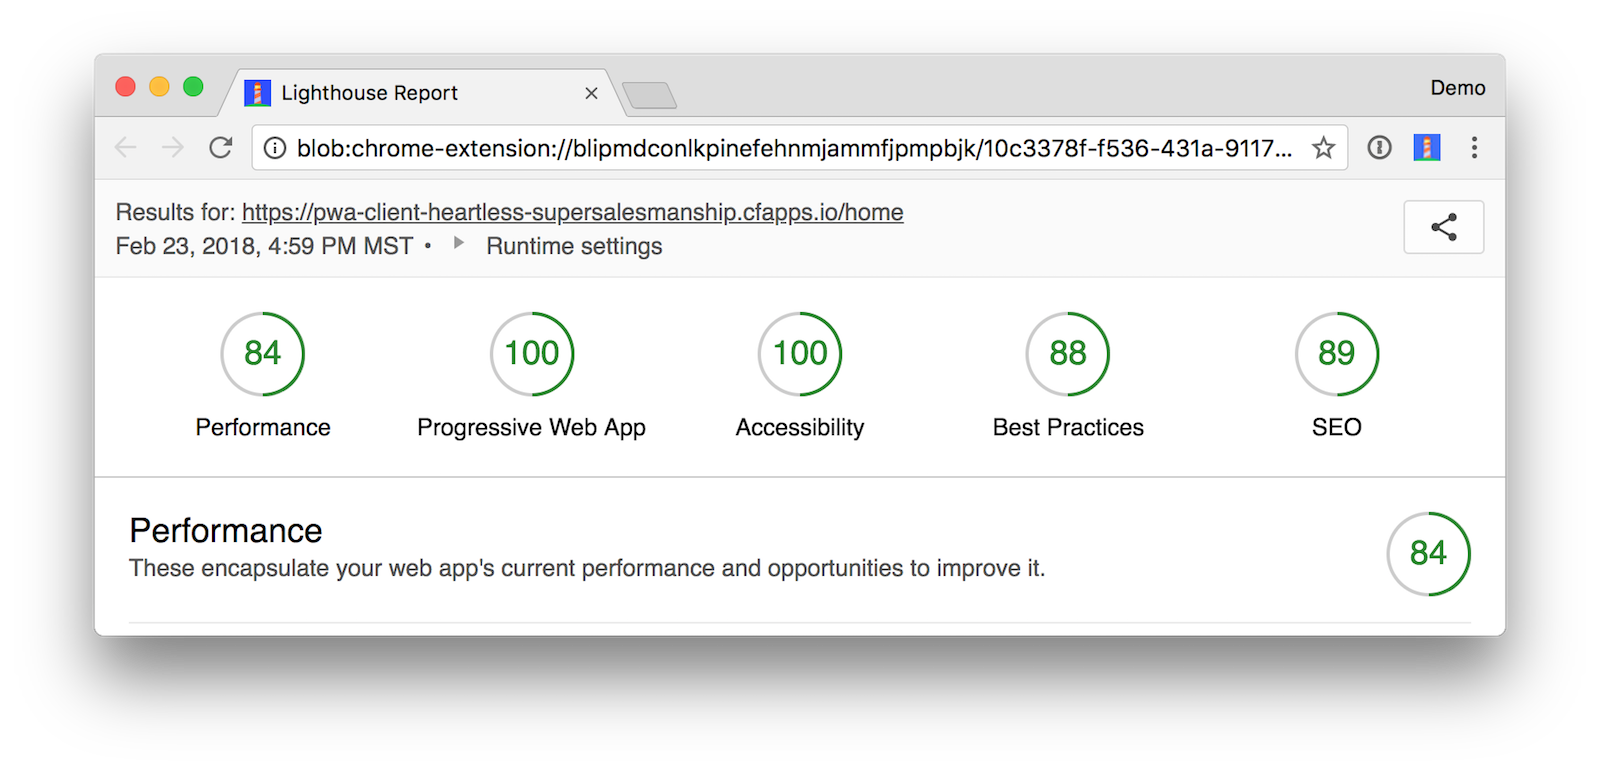 Lighthouse Report
Demo
blob:chrome-extension://blipmdconlkpinefehnmjammfjpmpbjk/10c3378f-f536-431a-9117...
Results for: https://pwa-client-heartless-supersalesmanship.cfapps.io/home
Feb 23, 2018, 4:59 PM MST • Runtime settings
84 100 100 88 89
Performance Progressive Web App Accessibility Best Practices SEO
Performance
84
These encapsulate your web app's current performance and opportunities to improve it.